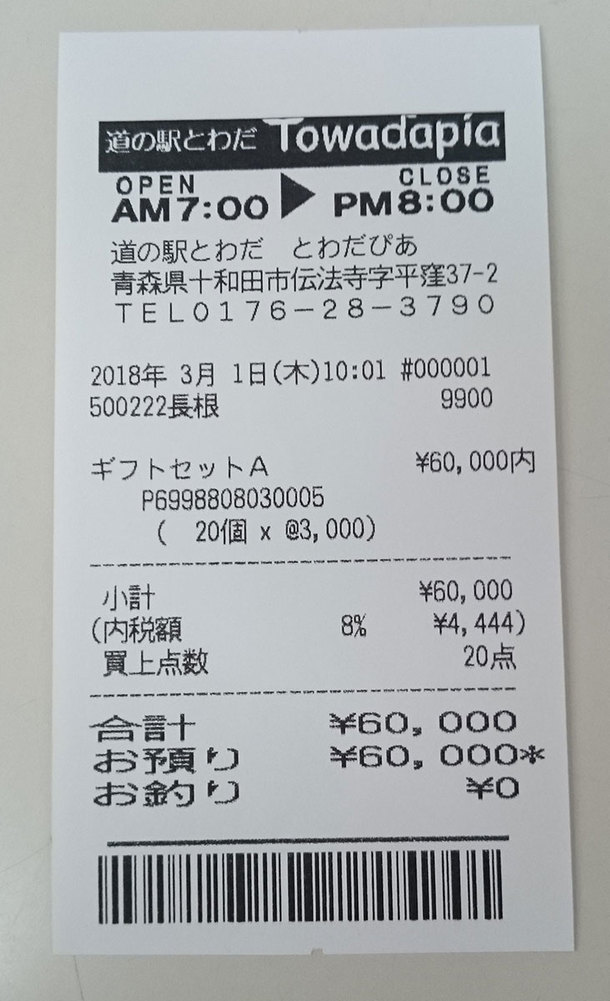 道の駅とわだ Towadapia
OPEN CLOSE
AM7:00 ▶ PM8:00
道の駅とわだ とわだぴあ
青森県十和田市伝法寺字平窪37-2
TEL0176-28-3790
2018年 3月 1日(木)10:01 #000001
500222長根 9900
ギフトセットA ¥60,000内
P6998808030005
( 20個 x @3,000)
小計 ¥60,000
(内税額 8% ¥4,444)
買上点数 20点
合計 ¥60,000
お預り ¥60,000*
お釣り ¥0